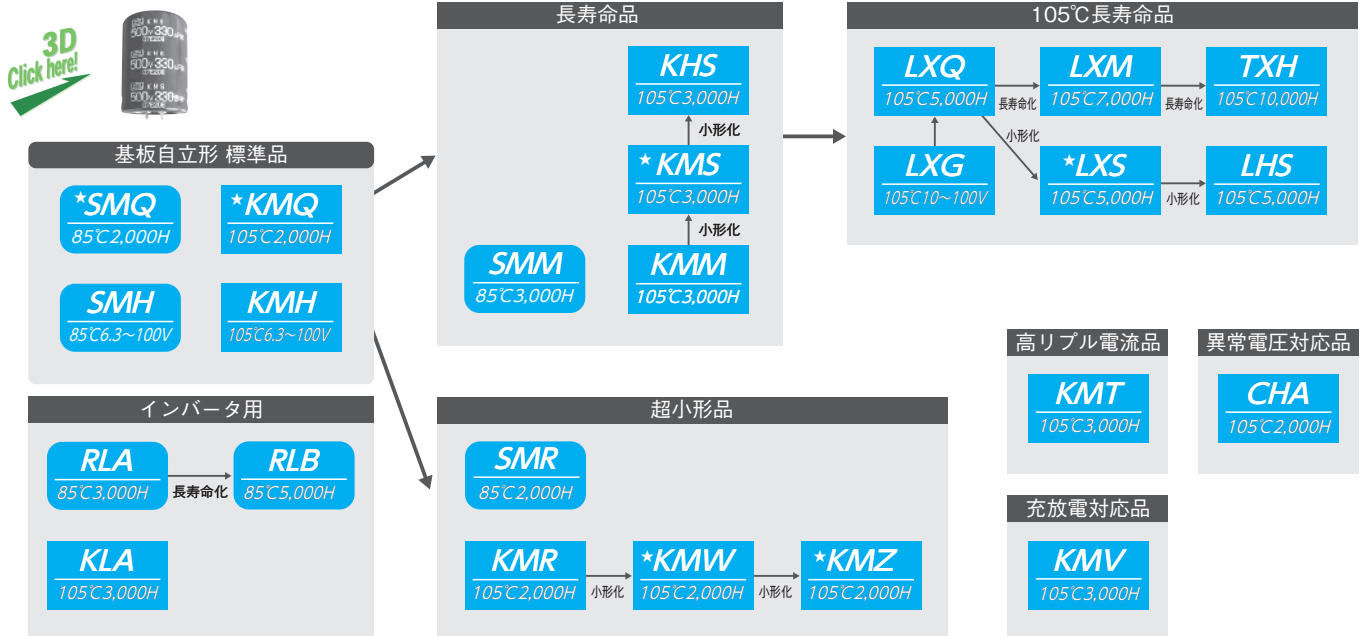 3D
Click here!
500v 330
500v 330
500v 330
基板自立形 標準品
★SMQ
85℃2,000H
★KMQ
105℃2,000H
SMH
85℃6.3～100V
KMH
105℃6.3～100V
長寿命品
KHS
105℃3,000H
小形化
★KMS
105℃3,000H
小形化
SMM
85℃3,000H
KMM
105℃3,000H
105℃長寿命品
LXQ
105℃5,000H
長寿命化
LXM
105℃7,000H
長寿命化
TXH
105℃10,000H
小形化
LXG
105℃10～100V
★LXS
105℃5,000H
小形化
LHS
105℃5,000H
インバータ用
RLA
85℃3,000H
長寿命化
RLB
85℃5,000H
KLA
105℃3,000H
超小形品
SMR
85℃2,000H
KMR
105℃2,000H
小形化
★KMW
105℃2,000H
小形化
★KMZ
105℃2,000H
高リプル電流品
KMT
105℃3,000H
異常電圧対応品
CHA
105℃2,000H
充放電対応品
KMV
105℃3,000H